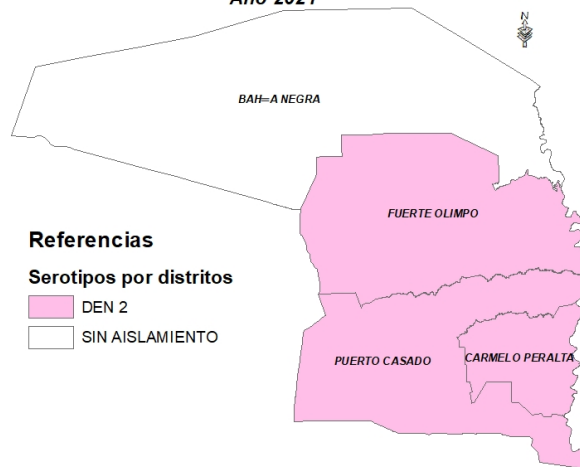 Año 2021
N
BAH=A NEGRA
FUERTE OLIMPO
Referencias
Serotipos por distritos
DEN 2
SIN AISLAMIENTO
PUERTO CASADO
CARMELO PERALTA